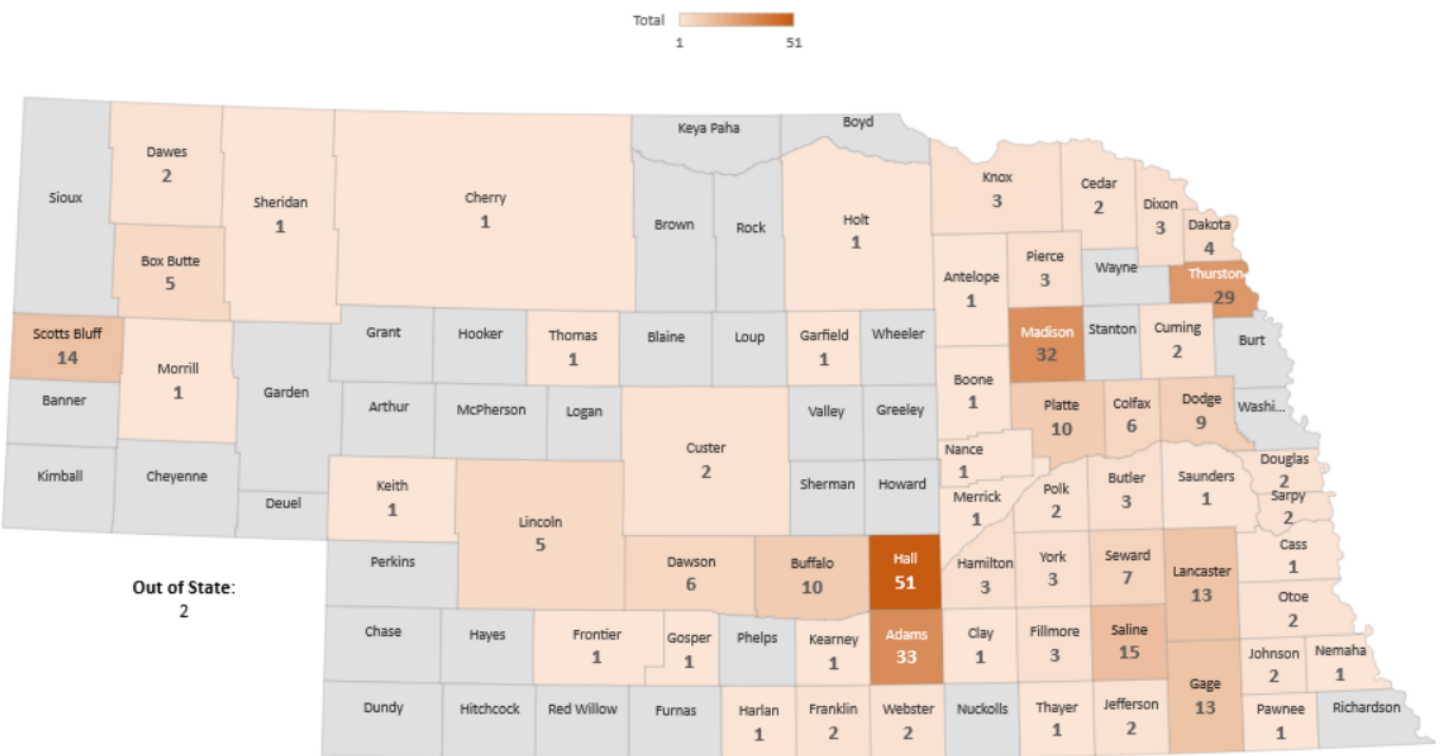 Total
1 51
Keya Paha
Boyd
Dawes
2
Sioux
Sheridan
1
Cherry
1
Brown
Rock
Holt
1
Knox
3
Cedar
2
Dixon
3
Dakota
4
Box Butte
5
Antelope
1
Pierce
3
Wayne
Thurston
29
Scotts Bluff
14
Morrill
1
Garden
Grant
Hooker
Thomas
1
Blaine
Loup
Garfield
1
Wheeler
Madison
32
Stanton
Cuming
2
Burt
Banner
Arthur
McPherson
Logan
Custer
2
Valley
Greeley
Boone
1
Platte
10
Colfax
6
Dodge
9
Washi...
Kimball
Cheyenne
Deuel
Keith
1
Lincoln
5
Sherman
Howard
Nance
1
Merrick
1
Polk
2
Butler
3
Saunders
1
Douglas
2
Sarpy
2
Out of State:
2
Perkins
Dawson
6
Buffalo
10
Hall
51
Hamilton
3
York
3
Seward
7
Lancaster
13
Cass
1
Otoe
2
Chase
Hayes
Frontier
1
Gosper
1
Phelps
Kearney
1
Adams
33
Clay
1
Fillmore
3
Saline
15
Gage
13
Johnson
2
Nemaha
1
Dundy
Hitchcock
Red Willow
Furnas
Harlan
1
Franklin
2
Webster
2
Nuckolls
Thayer
1
Jefferson
2
Pawnee
1
Richardson